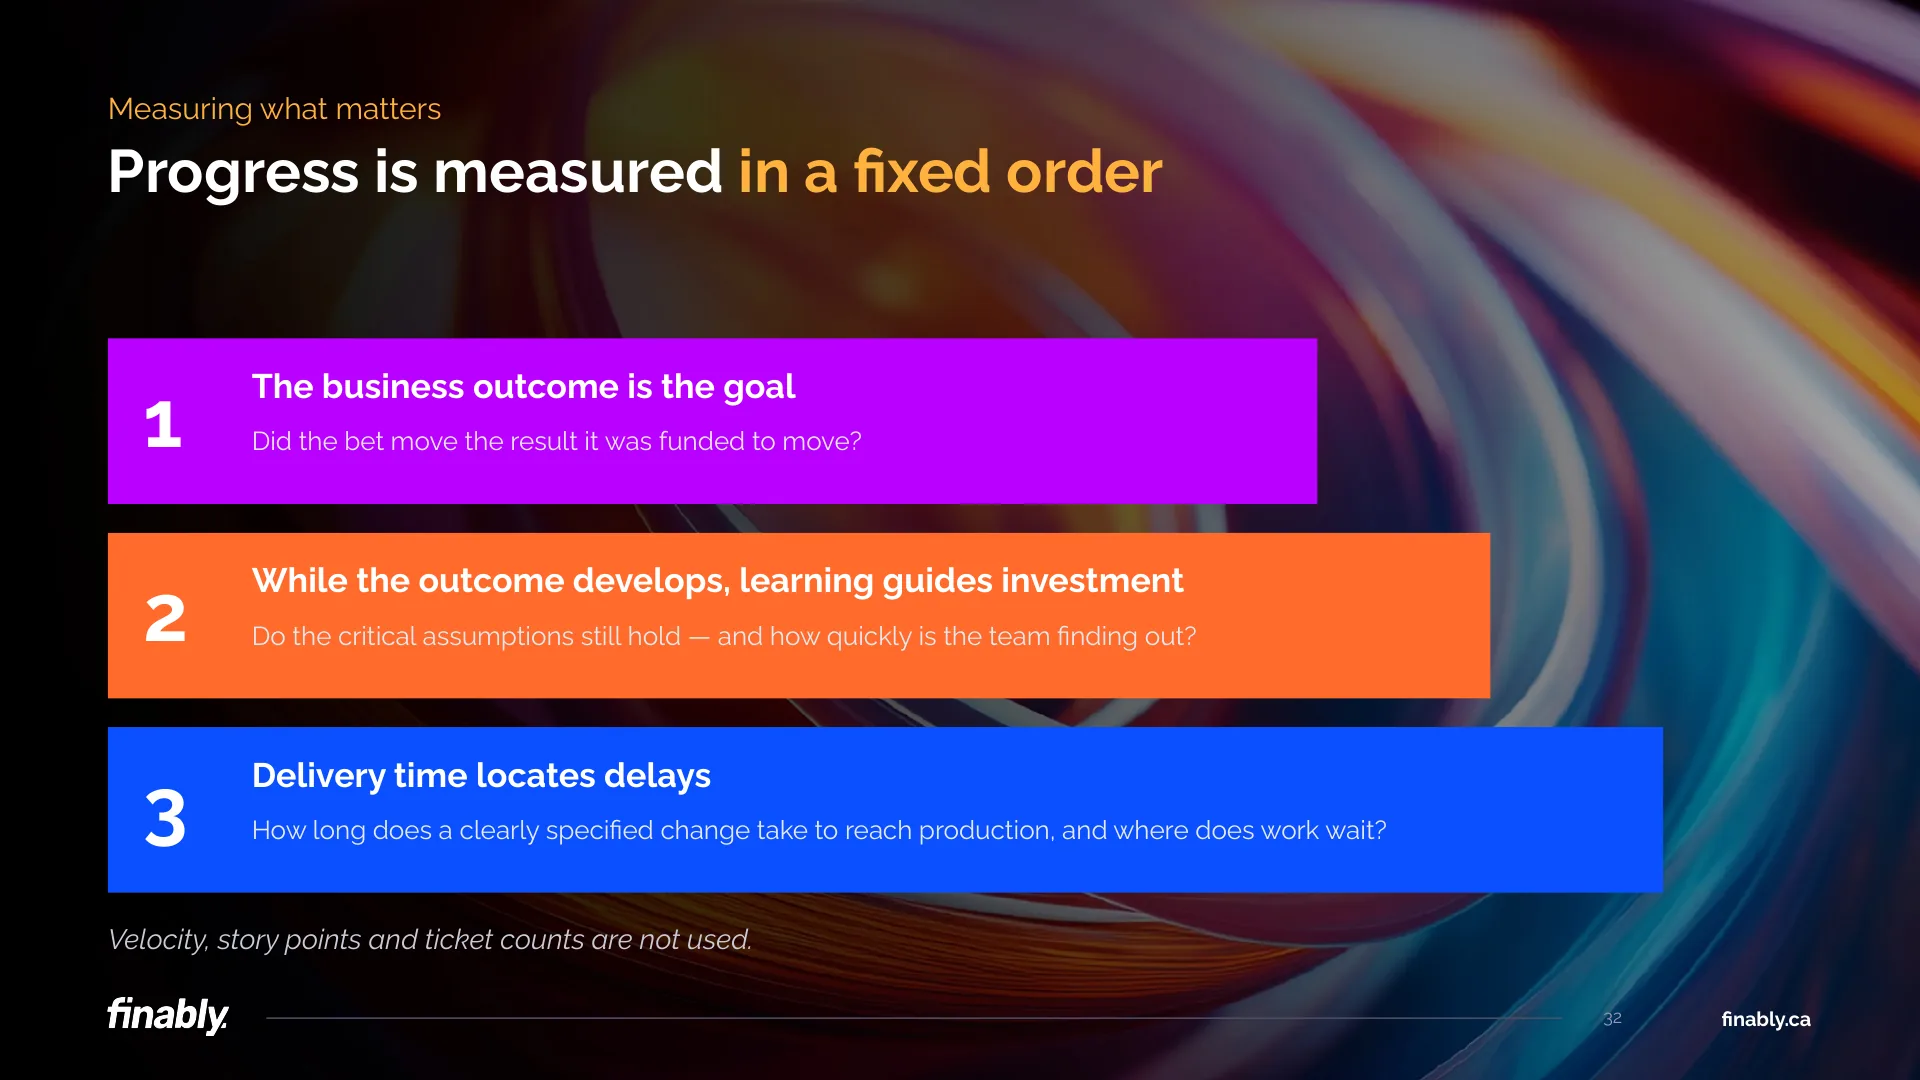 Measuring what matters
Progress is measured in a fixed order
1
The business outcome is the goal
Did the bet move the result it was funded to move?
2
While the outcome develops, learning guides investment
Do the critical assumptions still hold — and how quickly is the team finding out?
3
Delivery time locates delays
How long does a clearly specified change take to reach production, and where does work wait?
Velocity, story points and ticket counts are not used.
finably.
32
finably.ca